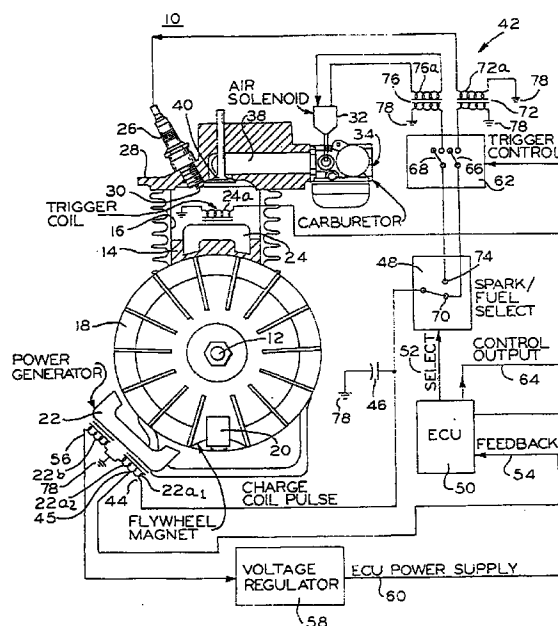 10
42
76a
72a
78
AIR
SOLENOID
76
72
40
38
78
78
26
32
34
TRIGGER
CONTROL
28
68
66
62
30
24a
TRIGGER
COIL
CARBURETOR
16
14
24
48
74
18
SPARK/
FUEL
SELECT
70
12
52
SELECT
CONTROL
OUTPUT
POWER
GENERATOR
46
64
78
22
20
ECU
FEEDBACK
56
50
54
22b
78
22a1
CHARGE
COIL PULSE
22a2
44
45
FLYWHEEL
MAGNET
VOLTAGE
REGULATOR
ECU POWER SUPPLY
58
60